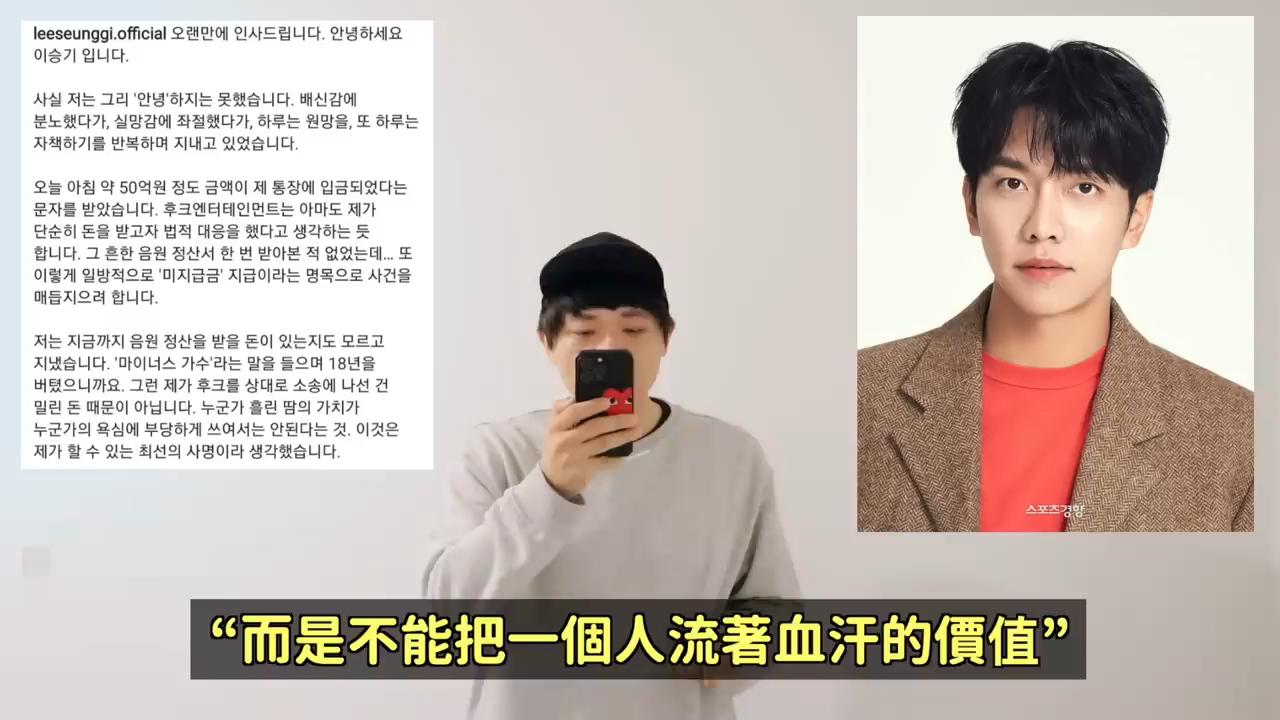 leeseunggi.official 오랜만에 인사드립니다. 안녕하세요
이승기 입니다.
사실 저는 그리 '안녕'하지는 못했습니다. 배신감에
분노했다가, 실망감에 좌절했다가, 하루는 원망을, 또 하루는
자책하기를 반복하며 지내고 있었습니다.
오늘 아침 약 50억원 정도 금액이 제 통장에 입금되었다는
문자를 받았습니다. 후크엔터테인먼트는 아마도 제가
단순히 돈을 받고자 법적 대응을 했다고 생각하는 듯
합니다. 그 흔한 음원 정산서 한 번 받아본 적 없었는데... 또
이렇게 일방적으로 '미지급금' 지급이라는 명목으로 사건을
매듭지으려 합니다.
저는 지금까지 음원 정산을 받을 돈이 있는지도 모르고
지냈습니다. '마이너스 가수'라는 말을 들으며 18년을
버텼으니까요. 그런 제가 후크를 상대로 소송에 나선 건
밀린 돈 때문이 아닙니다. 누군가 흘린 땀의 가치가
누군가의 욕심에 부당하게 쓰여서는 안된다는 것. 이것은
제가 할 수 있는 최선의 사명이라 생각했습니다.
스포츠경향
“而是不能把一個人流著血汗的價值”